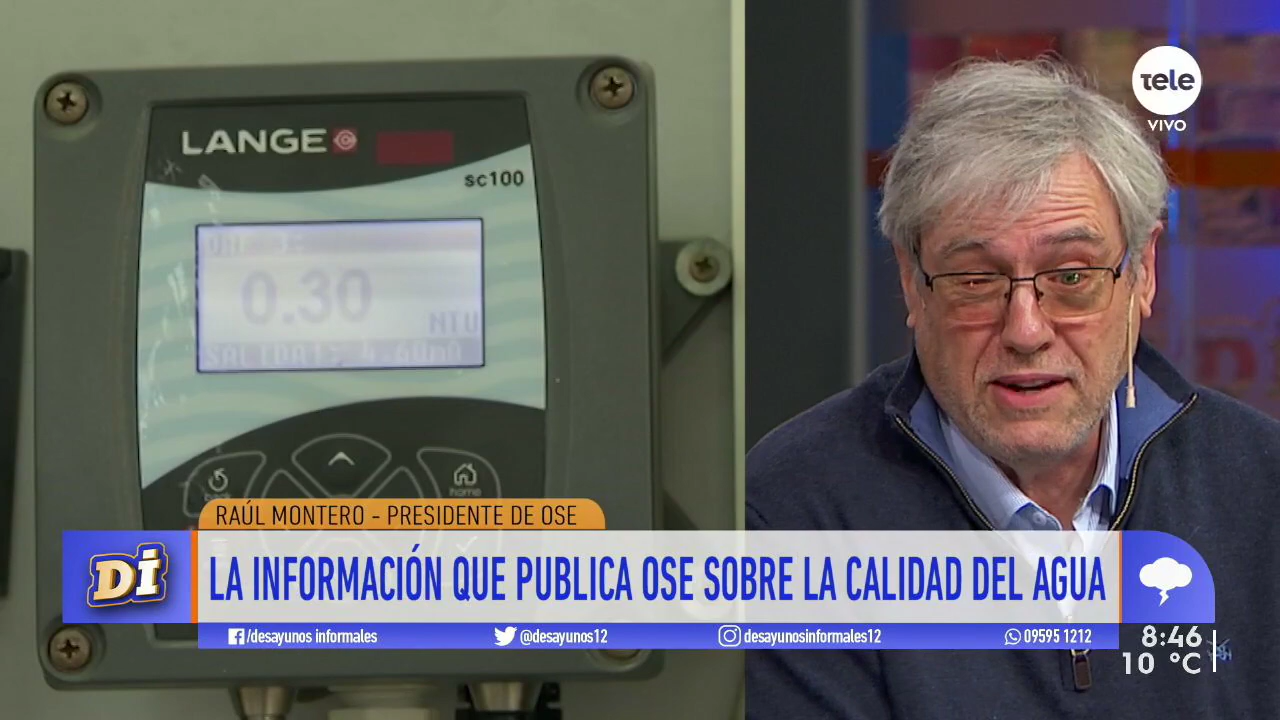 LANGE
sc100
0.30
NTU
back
home
tele
VIVO
RAÚL MONTERO - PRESIDENTE DE OSE
Di
LA INFORMACIÓN QUE PUBLICA OSE SOBRE LA CALIDAD DEL AGUA
/desayunos informales
@desayunos12
desayunosinformales12
09595 1212
8:46
10 °C